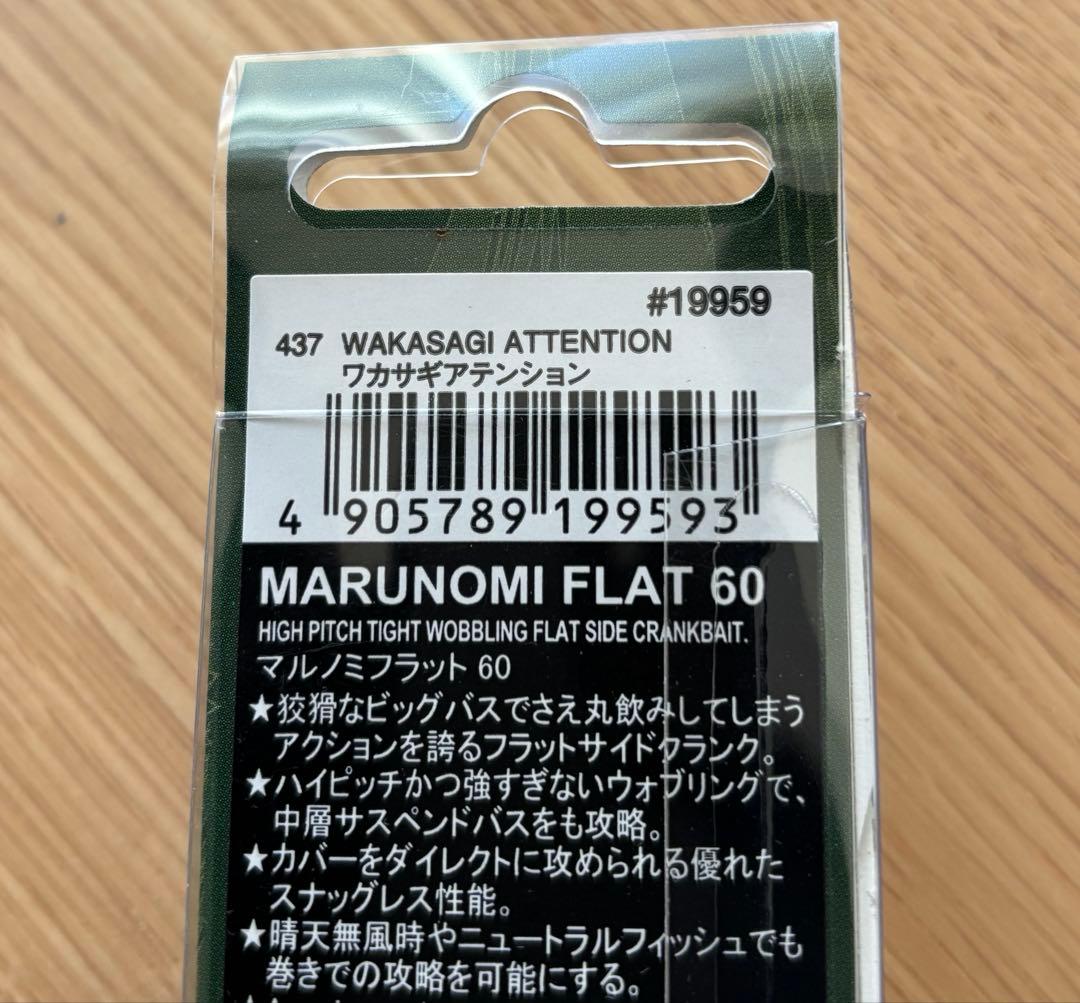 #19959
437 WAKASAGI ATTENTION
ワカサギアテンション
4 905789 199593
MARUNOMI FLAT 60
HIGH PITCH TIGHT WOBBLING FLAT SIDE CRANKBAIT.
マルノミフラット 60
★狡猾なビッグバスでさえ丸飲みしてしまう
アクションを誇るフラットサイドクランク。
★ハイピッチかつ強すぎないウォブリングで、
中層サスペンドバスをも攻略。
★カバーをダイレクトに攻められる優れた
スナッグレス性能。
★晴天無風時やニュートラルフィッシュでも
巻きでの攻略を可能にする。